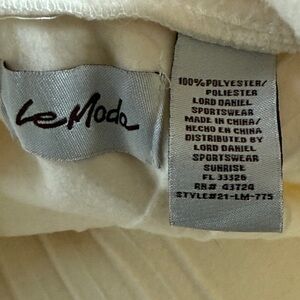 Le Moda
100% POLYESTER/
POLIESTER
LORD DANIEL
SPORTSWEAR
MADE IN CHINA/
HECHO EN CHINA
DISTRIBUTED BY
LORD DANIEL
SPORTSWEAR
SUNRISE
FL 33326
RN# 43724
STYLE#21-LM-775